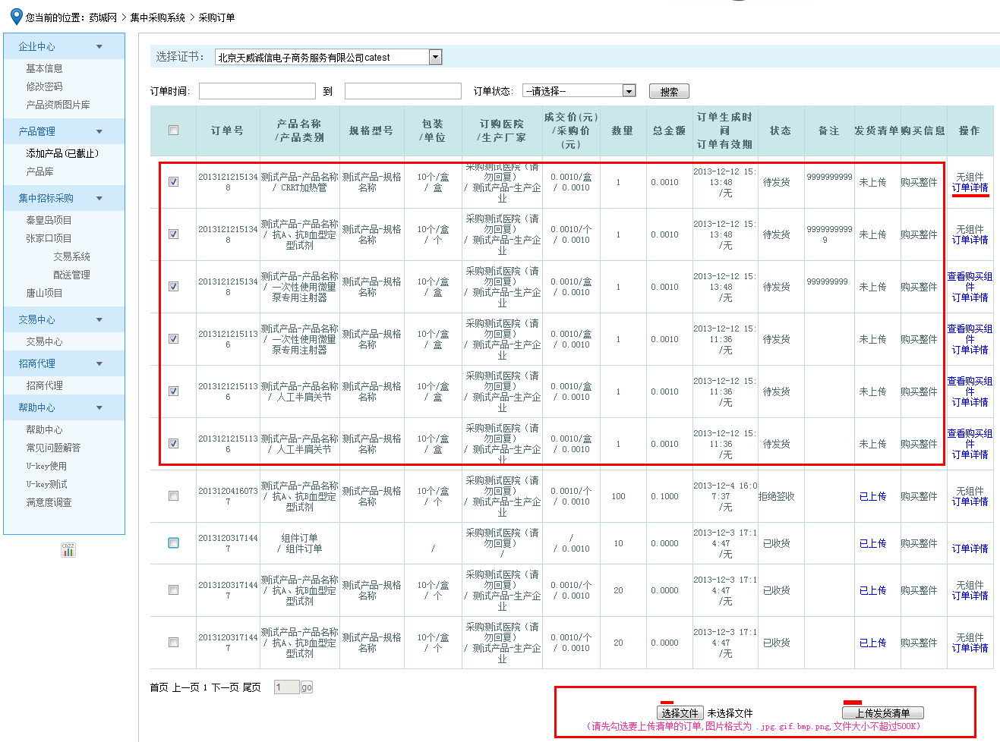 您当前的位置：药城网 > 集中采购系统 > 采购订单
企业中心
基本信息
修改密码
产品资质图片库
产品管理
添加产品(已截止)
产品库
集中招标采购
秦皇岛项目
张家口项目
交易系统
配送管理
唐山项目
交易中心
交易中心
招商代理
招商代理
帮助中心
帮助中心
常见问题解答
U-key使用
U-key测试
满意度调查
CNZZ
选择证书：
北京天威诚信电子商务服务有限公司catest
订单时间: 到 订单状态: --请选择-- 搜索
订单号
产品名称
/产品类别
规格型号
包装
/单位
订购医院
/生产厂家
成交价(元)
/采购价
(元)
数量
总金额
订单生成时
间
订单有效期
状态
备注
发货清单
购买信息
操作
2013121215134
8
测试产品-产品名称
/ CRRT加热管
测试产品-规格
名称
10个/盒
/ 盒
采购测试医院（请
勿回复）
/ 测试产品-生产企
业
0.0010/盒
/ 0.0010
1
0.0010
2013-12-12 15:
13:48
/无
待发货
9999999999
未上传
购买整件
无组件
订单详情
2013121215134
8
测试产品-产品名称
/ 抗A、抗B血型定
型试剂
测试产品-规格
名称
10个/盒
/ 个
采购测试医院（请
勿回复）
/ 测试产品-生产企
业
0.0010/个
/ 0.0010
1
0.0010
2013-12-12 15:
13:48
/无
待发货
9999999999
9
未上传
购买整件
无组件
订单详情
2013121215134
8
测试产品-产品名称
/ 一次性使用微量
泵专用注射器
测试产品-规格
名称
10个/盒
/ 盒
采购测试医院（请
勿回复）
/ 测试产品-生产企
业
0.0010/盒
/ 0.0010
1
0.0010
2013-12-12 15:
13:48
/无
待发货
999999999
未上传
购买整件
查看购买组
件
订单详情
2013121215113
6
测试产品-产品名称
/ 一次性使用微量
泵专用注射器
测试产品-规格
名称
10个/盒
/ 盒
采购测试医院（请
勿回复）
/ 测试产品-生产企
业
0.0010/盒
/ 0.0010
1
0.0010
2013-12-12 15:
11:36
/无
待发货
未上传
购买整件
查看购买组
件
订单详情
2013121215113
6
测试产品-产品名称
/ 人工半肩关节
测试产品-规格
名称
10个/盒
/ 盒
采购测试医院（请
勿回复）
/ 测试产品-生产企
业
0.0010/盒
/ 0.0010
1
0.0010
2013-12-12 15:
11:36
/无
待发货
未上传
购买整件
查看购买组
件
订单详情
2013121215113
6
测试产品-产品名称
/ 人工半肩关节
测试产品-规格
名称
10个/盒
/ 盒
采购测试医院（请
勿回复）
/ 测试产品-生产企
业
0.0010/盒
/ 0.0010
1
0.0010
2013-12-12 15:
11:36
/无
待发货
未上传
购买整件
查看购买组
件
订单详情
2013120416073
7
测试产品-产品名称
/ 抗A、抗B血型定
型试剂
测试产品-规格
名称
10个/盒
/ 个
采购测试医院（请
勿回复）
/ 测试产品-生产企
业
0.0010/个
/ 0.0010
100
0.1000
2013-12-4 16:0
7:37
/无
拒绝签收
已上传
购买整件
无组件
订单详情
2013120317144
7
组件订单
/ 组件订单
/
采购测试医院（请
勿回复）
/
/
/ 0.0010
10
0.0000
2013-12-3 17:1
4:47
/无
已收货
已上传
购买整件
订单详情
2013120317144
7
测试产品-产品名称
/ 抗A、抗B血型定
型试剂
测试产品-规格
名称
10个/盒
/ 个
采购测试医院（请
勿回复）
/ 测试产品-生产企
业
0.0010/个
/ 0.0010
20
0.0000
2013-12-3 17:1
4:47
/无
已收货
已上传
购买整件
无组件
订单详情
2013120317144
7
测试产品-产品名称
/ 抗A、抗B血型定
型试剂
测试产品-规格
名称
10个/盒
/ 个
采购测试医院（请
勿回复）
/ 测试产品-生产企
业
0.0010/个
/ 0.0010
20
0.0000
2013-12-3 17:1
4:47
/无
已收货
已上传
购买整件
无组件
订单详情
首页 上一页 1 下一页 尾页 1 go
选择文件 未选择文件 上传发货清单
（请先勾选要上传清单的订单,图片格式为 .jpg.gif.bmp.png,文件大小不超过500K）